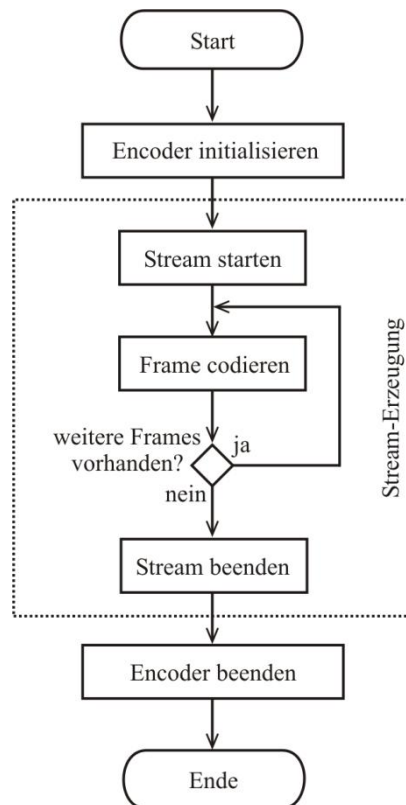 Start
Encoder initialisieren
Stream starten
Frame codieren
weitere Frames
vorhanden?
ja
nein
Stream beenden
Stream-Erzeugung
Encoder beenden
Ende